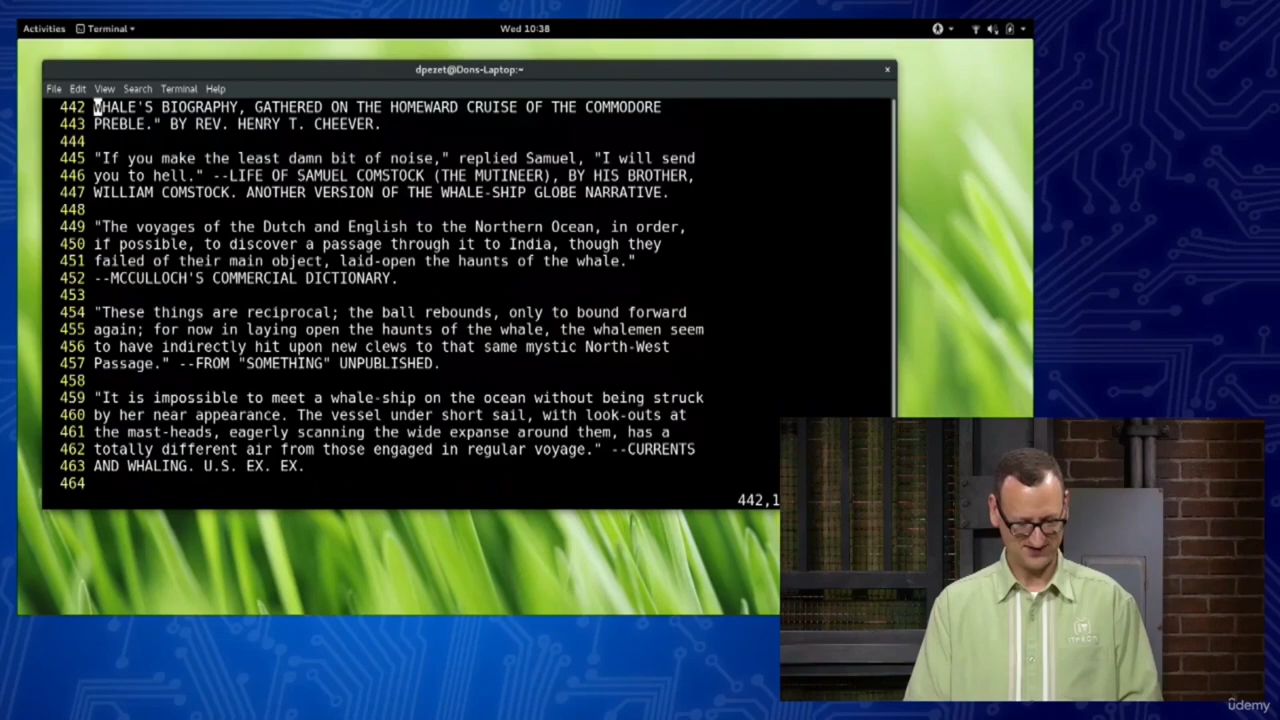 Activities Terminal Wed 10:38
dpezet@Dons-Laptop:~ ×
File Edit View Search Terminal Help
442 WHALE'S BIOGRAPHY, GATHERED ON THE HOMEWARD CRUISE OF THE COMMODORE
443 PREBLE." BY REV. HENRY T. CHEEVER.
444
445 "If you make the least damn bit of noise," replied Samuel, "I will send
446 you to hell." --LIFE OF SAMUEL COMSTOCK (THE MUTINEER), BY HIS BROTHER,
447 WILLIAM COMSTOCK. ANOTHER VERSION OF THE WHALE-SHIP GLOBE NARRATIVE.
448
449 "The voyages of the Dutch and English to the Northern Ocean, in order,
450 if possible, to discover a passage through it to India, though they
451 failed of their main object, laid-open the haunts of the whale."
452 --MCCULLOCH'S COMMERCIAL DICTIONARY.
453
454 "These things are reciprocal; the ball rebounds, only to bound forward
455 again; for now in laying open the haunts of the whale, the whalemen seem
456 to have indirectly hit upon new clews to that same mystic North-West
457 Passage." --FROM "SOMETHING" UNPUBLISHED.
458
459 "It is impossible to meet a whale-ship on the ocean without being struck
460 by her near appearance. The vessel under short sail, with look-outs at
461 the mast-heads, eagerly scanning the wide expanse around them, has a
462 totally different air from those engaged in regular voyage." --CURRENTS
463 AND WHALING. U.S. EX. EX.
464
442,1
udemy